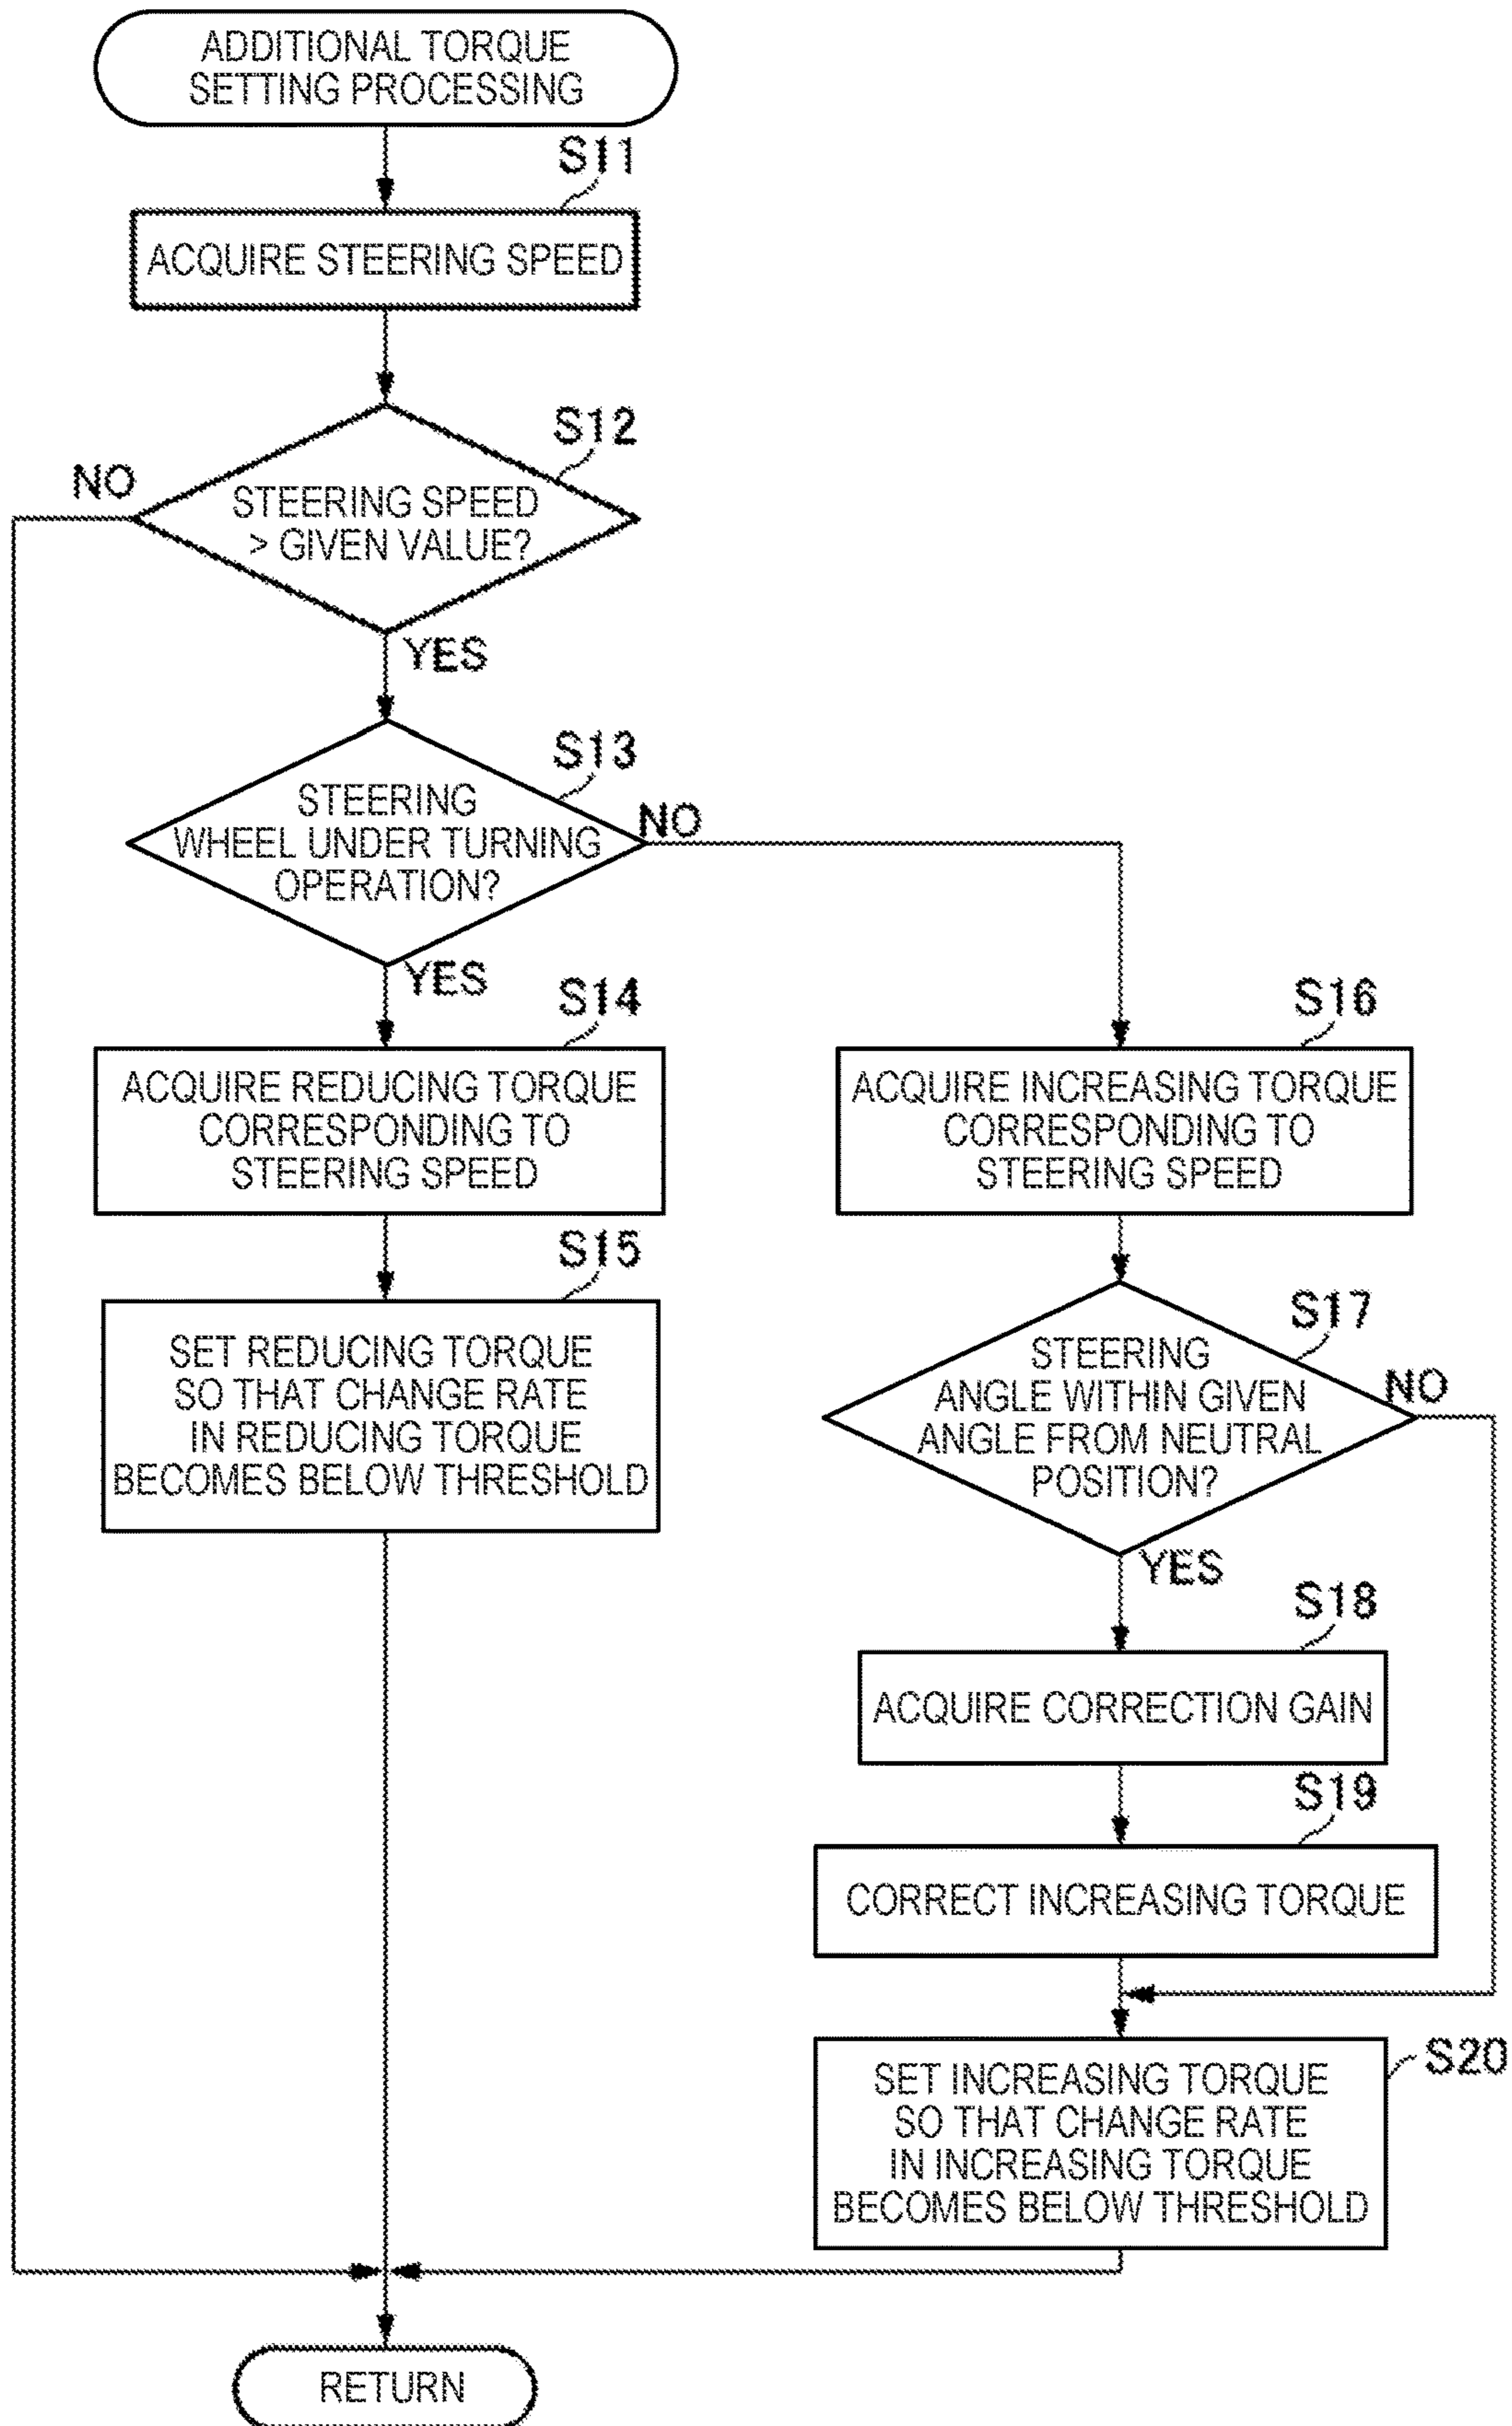 ADDITIONAL TORQUE
SETTING PROCESSING
S11
ACQUIRE STEERING SPEED
S12
NO
STEERING SPEED
> GIVEN VALUE?
YES
S13
STEERING
WHEEL UNDER TURNING
OPERATION?
NO
YES
S14
ACQUIRE REDUCING TORQUE
CORRESPONDING TO
STEERING SPEED
S15
SET REDUCING TORQUE
SO THAT CHANGE RATE
IN REDUCING TORQUE
BECOMES BELOW THRESHOLD
S16
ACQUIRE INCREASING TORQUE
CORRESPONDING TO
STEERING SPEED
S17
STEERING
ANGLE WITHIN GIVEN
ANGLE FROM NEUTRAL
POSITION?
NO
YES
S18
ACQUIRE CORRECTION GAIN
S19
CORRECT INCREASING TORQUE
S20
SET INCREASING TORQUE
SO THAT CHANGE RATE
IN INCREASING TORQUE
BECOMES BELOW THRESHOLD
RETURN